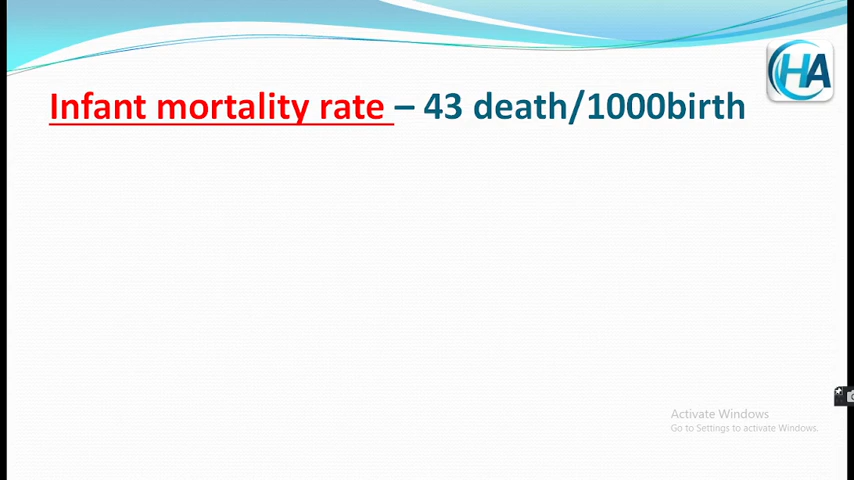 Infant mortality rate – 43 death/1000birth
HA
Activate Windows
Go to Settings to activate Windows.